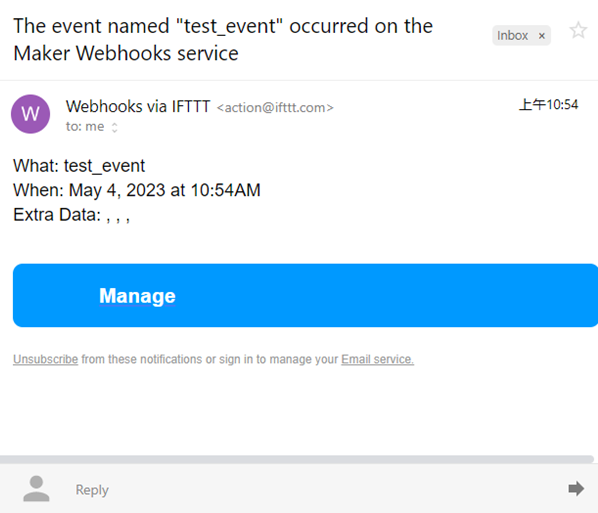 The event named "test_event" occurred on the
Maker Webhooks service
Inbox ×
W
Webhooks via IFTTT <action@ifttt.com>
上午10:54
to: me
What: test_event
When: May 4, 2023 at 10:54AM
Extra Data: , , ,
Manage
Unsubscribe from these notifications or sign in to manage your Email service.
Reply